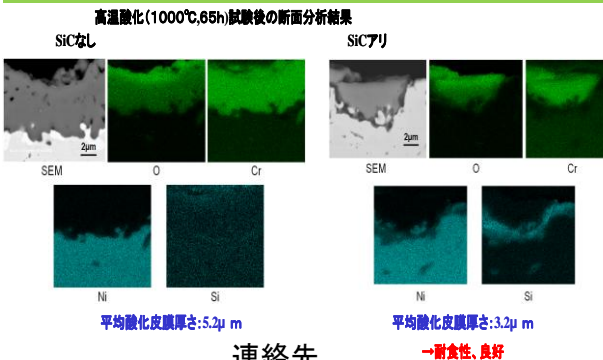 高温酸化(1000℃,65h)試験後の断面分析結果
SiCなし
SiCアリ
2μm
2μm
SEM
O
Cr
SEM
O
Cr
Ni
Si
Ni
Si
平均酸化皮膜厚さ:5.2μm
平均酸化皮膜厚さ:3.2μm
→耐食性、良好
連絡先